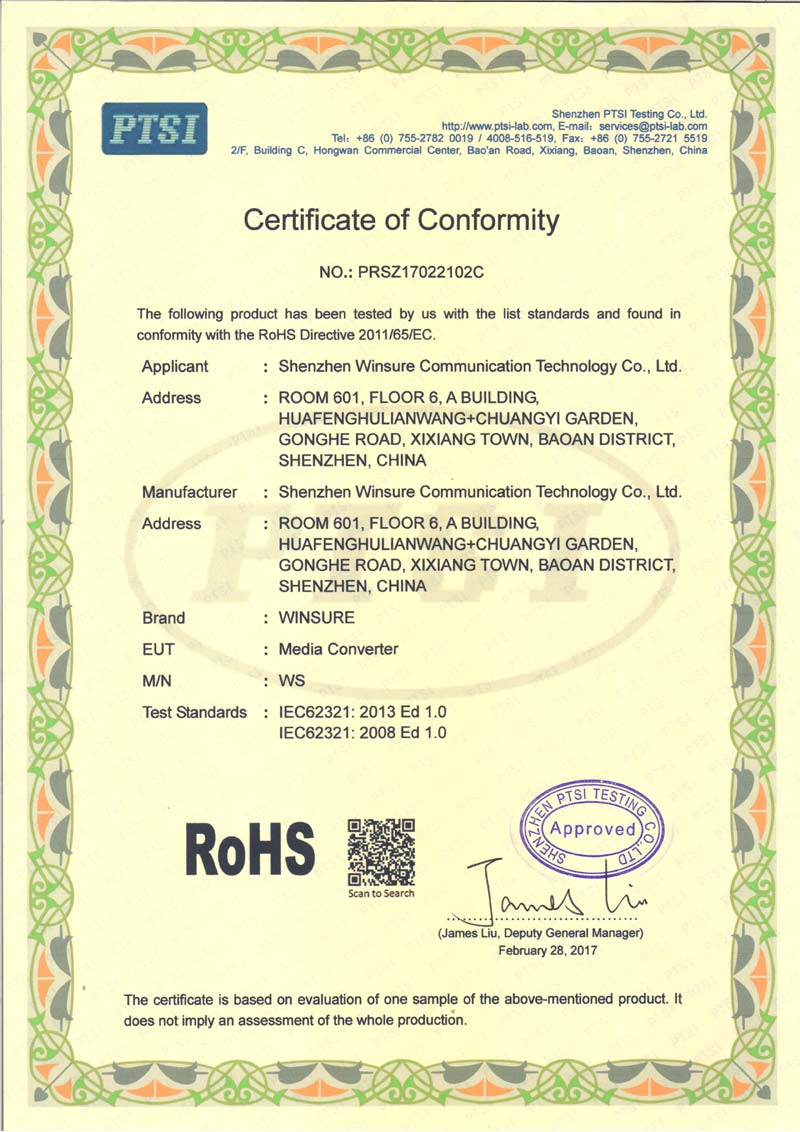 PTSI
Shenzhen PTSI Testing Co., Ltd.
http://www.ptsi-lab.com, E-mail: services@ptsi-lab.com
Tel: +86 (0) 755-2782 0019 / 4008-516-519, Fax: +86 (0) 755-2721 5519
2/F, Building C, Hongwan Commercial Center, Bao'an Road, Xixiang, Baoan, Shenzhen, China
Certificate of Conformity
NO.: PRSZ17022102C
The following product has been tested by us with the list standards and found in
conformity with the RoHS Directive 2011/65/EC.
Applicant : Shenzhen Winsure Communication Technology Co., Ltd.
Address : ROOM 601, FLOOR 6, A BUILDING,
HUAFENGHULIANWANG+CHUANGYI GARDEN,
GONGHE ROAD, XIXIANG TOWN, BAOAN DISTRICT,
SHENZHEN, CHINA
Manufacturer : Shenzhen Winsure Communication Technology Co., Ltd.
Address : ROOM 601, FLOOR 6, A BUILDING,
HUAFENGHULIANWANG+CHUANGYI GARDEN,
GONGHE ROAD, XIXIANG TOWN, BAOAN DISTRICT,
SHENZHEN, CHINA
Brand : WINSURE
EUT : Media Converter
M/N : WS
Test Standards : IEC62321: 2013 Ed 1.0
IEC62321: 2008 Ed 1.0
SHENZHEN PTSI TESTING CO.,LTD
Approved
RoHS
Scan to Search
James Liu
(James Liu, Deputy General Manager)
February 28, 2017
The certificate is based on evaluation of one sample of the above-mentioned product. It
does not imply an assessment of the whole production.
PTSI